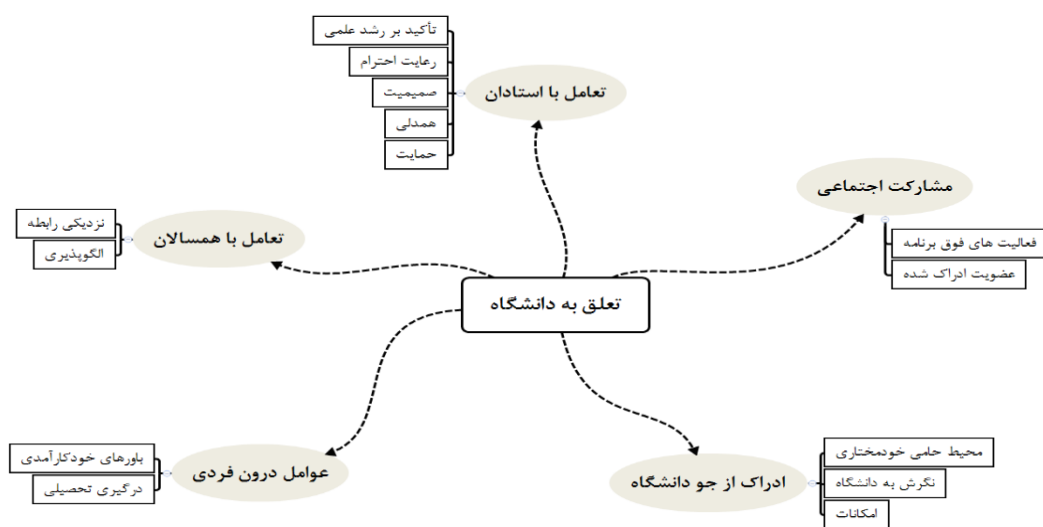 تأکید بر رشد علمی
رعایت احترام
صمیمیت
همدلی
حمایت
تعامل با استادان
مشارکت اجتماعی
فعالیت های فوق برنامه
عضویت ادراک شده
نزدیکی رابطه
الگوپذیری
تعامل با همسالان
تعلق به دانشگاه
باورهای خودکارآمدی
درگیری تحصیلی
عوامل درون فردی
ادراک از جو دانشگاه
محیط حامی خودمختاری
نگرش به دانشگاه
امکانات